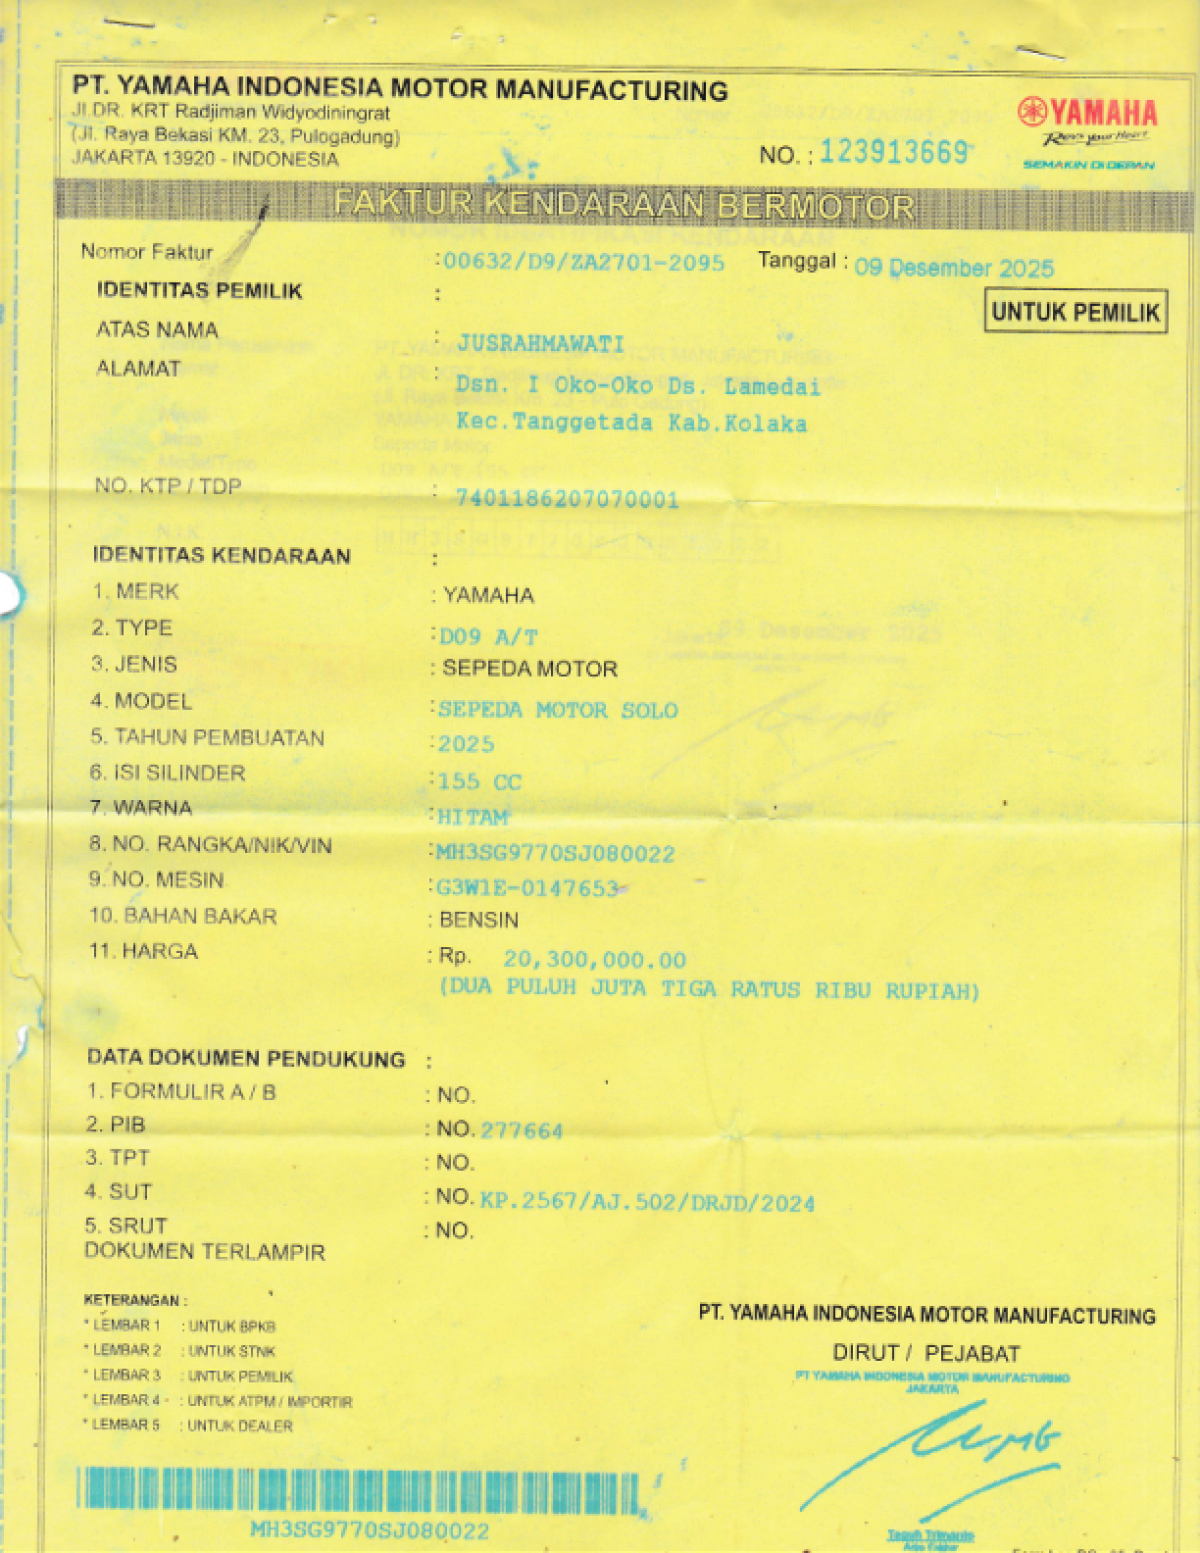 PT. YAMAHA INDONESIA MOTOR MANUFACTURING
Jl.DR. KRT Radjiman Widyodiningrat
(Jl. Raya Bekasi KM. 23, Pulogadung)
JAKARTA 13920 - INDONESIA
YAMAHA
Revs your Heart
SEMAKIN DI DEPAN
NO. : 123913669
FAKTUR KENDARAAN BERMOTOR
Nomor Faktur :00632/D9/ZA2701-2095 Tanggal : 09 Desember 2025
IDENTITAS PEMILIK :
UNTUK PEMILIK
ATAS NAMA : JUSRAHMAWATI
ALAMAT : Dsn. I Oko-Oko Ds. Lamedai
Kec.Tanggetada Kab.Kolaka
NO. KTP / TDP : 7401186207070001
IDENTITAS KENDARAAN :
1. MERK : YAMAHA
2. TYPE :D09 A/T
3. JENIS : SEPEDA MOTOR
4. MODEL :SEPEDA MOTOR SOLO
5. TAHUN PEMBUATAN :2025
6. ISI SILINDER :155 CC
7. WARNA :HITAM
8. NO. RANGKA/NIK/VIN :MH3SG9770SJ080022
9. NO. MESIN :G3W1E-0147653
10. BAHAN BAKAR : BENSIN
11. HARGA : Rp. 20,300,000.00
(DUA PULUH JUTA TIGA RATUS RIBU RUPIAH)
DATA DOKUMEN PENDUKUNG :
1. FORMULIR A / B : NO.
2. PIB : NO. 277664
3. TPT : NO.
4. SUT : NO. KP.2567/AJ.502/DRJD/2024
5. SRUT : NO.
DOKUMEN TERLAMPIR
KETERANGAN :
* LEMBAR 1 : UNTUK BPKB
* LEMBAR 2 : UNTUK STNK
* LEMBAR 3 : UNTUK PEMILIK
* LEMBAR 4 - : UNTUK ATPM / IMPORTIR
* LEMBAR 5 : UNTUK DEALER
PT. YAMAHA INDONESIA MOTOR MANUFACTURING
DIRUT / PEJABAT
PT YAMAHA INDONESIA MOTOR MANUFACTURING
JAKARTA
Teguh Trimanto
MH3SG9770SJ080022